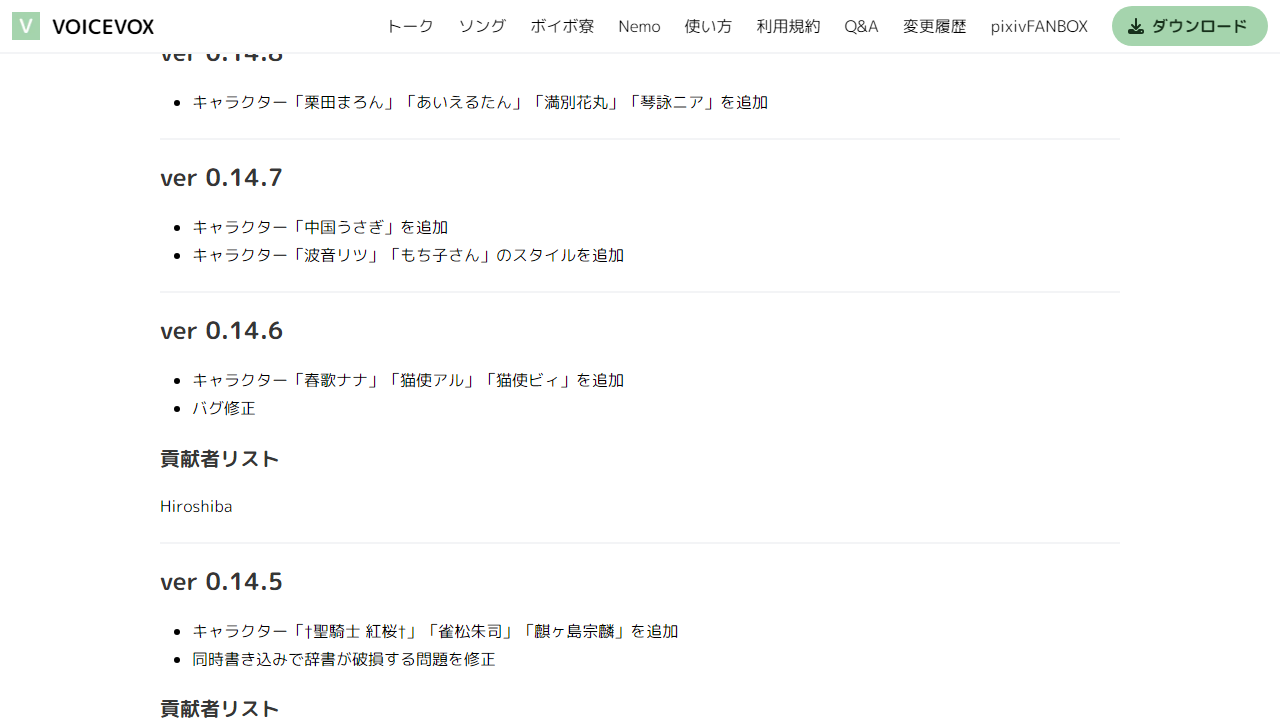 V VOICEVOX トーク ソング ボイボ寮 Nemo 使い方 利用規約 Q&A 変更履歴 pixivFANBOX ダウンロード
ver 0.14.8
キャラクター「栗田まろん」「あいえるたん」「満別花丸」「琴詠ニア」を追加
ver 0.14.7
キャラクター「中国うさぎ」を追加
キャラクター「波音リツ」「もち子さん」のスタイルを追加
ver 0.14.6
キャラクター「春歌ナナ」「猫使アル」「猫使ビィ」を追加
バグ修正
貢献者リスト
Hiroshiba
ver 0.14.5
キャラクター「†聖騎士 紅桜†」「雀松朱司」「麒ヶ島宗麟」を追加
同時書き込みで辞書が破損する問題を修正
貢献者リスト